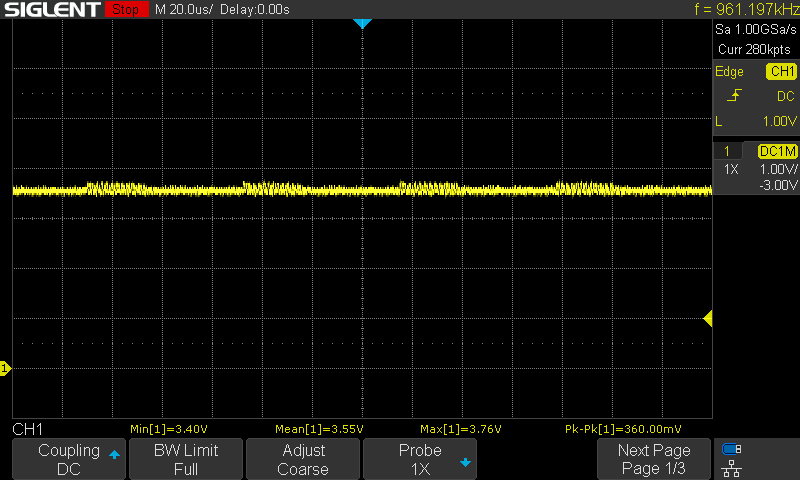 SIGLENT Stop M 20.0us/ Delay:0.00s f = 961.197kHz
Sa 1.00GSa/s
Curr 280kpts
Edge CH1
DC
L 1.00V
1 DC1M
1X 1.00V/
-3.00V
1
CH1 Min[1]=3.40V Mean[1]=3.55V Max[1]=3.76V Pk-Pk[1]=360.00mV
Coupling BW Limit Adjust Probe Next Page
DC Full Coarse 1X Page 1/3